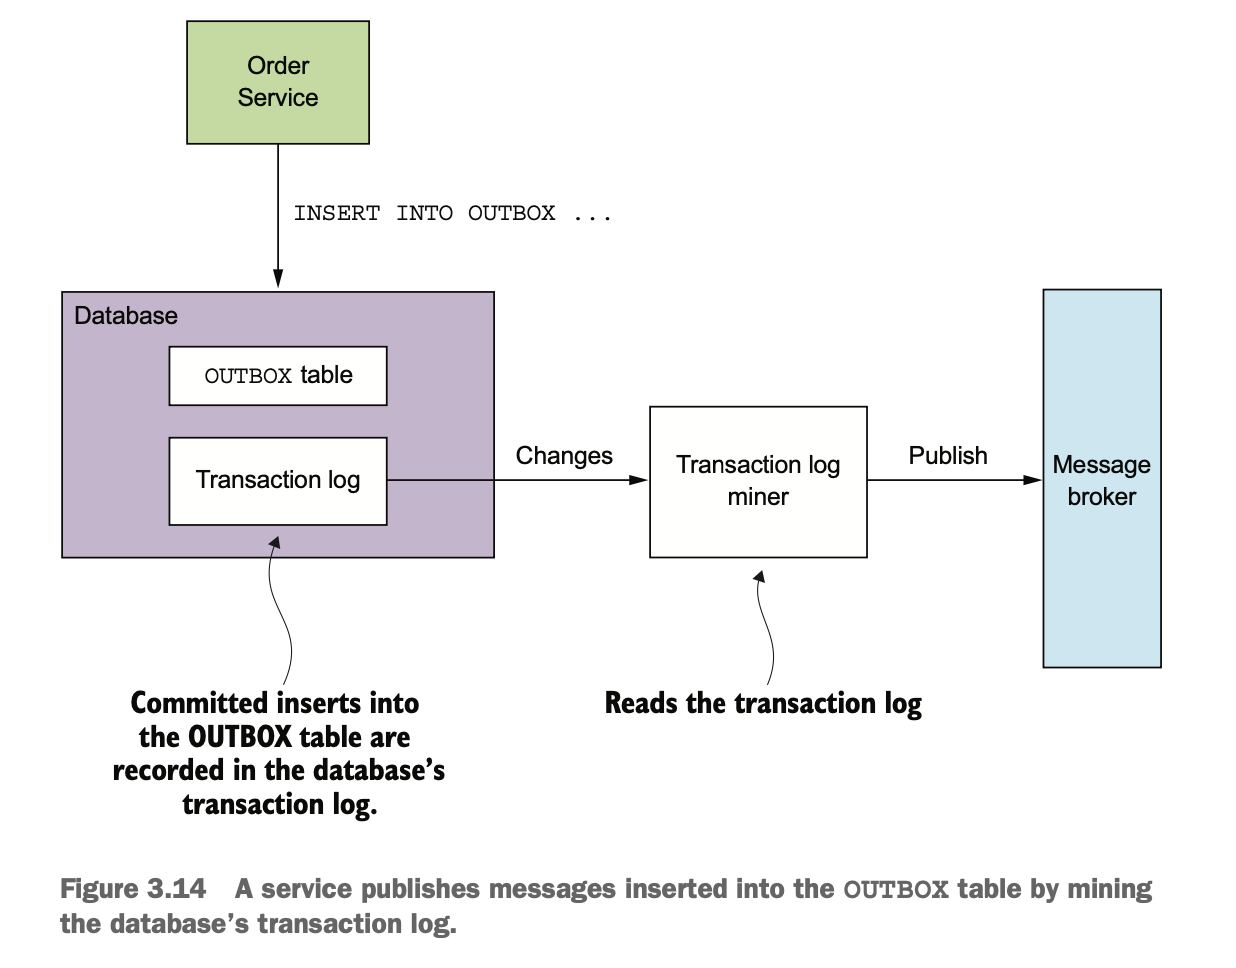 Order
Service
INSERT INTO OUTBOX ...
Database
OUTBOX table
Transaction log
Changes
Transaction log
miner
Publish
Message
broker
Committed inserts into
the OUTBOX table are
recorded in the database's
transaction log.
Reads the transaction log
Figure 3.14 A service publishes messages inserted into the OUTBOX table by mining
the database's transaction log.